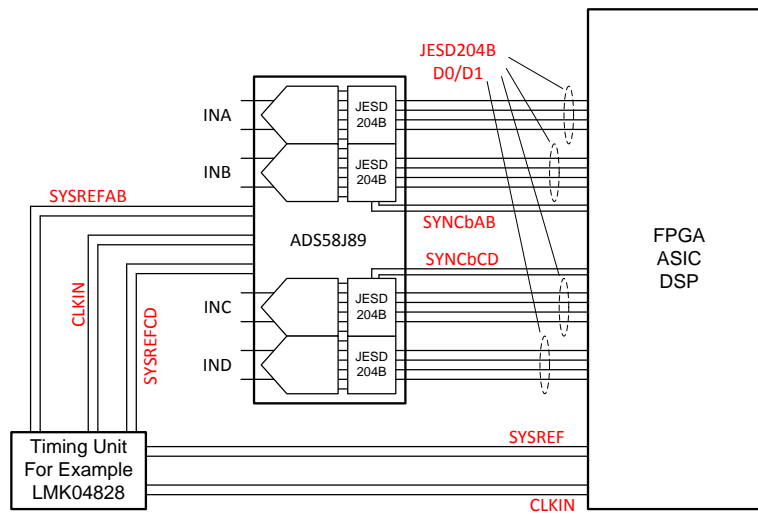 JESD204B
D0/D1
INA
JESD
204B
INB
JESD
204B
SYSREFAB
SYNCbAB
ADS58J89
FPGA
ASIC
DSP
SYNCbCD
CLKIN
SYSREFCD
INC
JESD
204B
IND
JESD
204B
Timing Unit
For Example
LMK04828
SYSREF
CLKIN